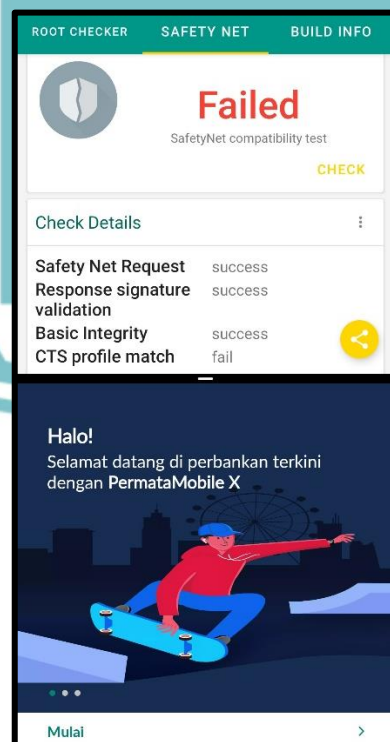 ROOT CHECKER SAFETY NET BUILD INFO
Failed
SafetyNet compatibility test
CHECK
Check Details
Safety Net Request success
Response signature success
validation
Basic Integrity success
CTS profile match fail
Halo!
Selamat datang di perbankan terkini
dengan PermataMobile X
Mulai